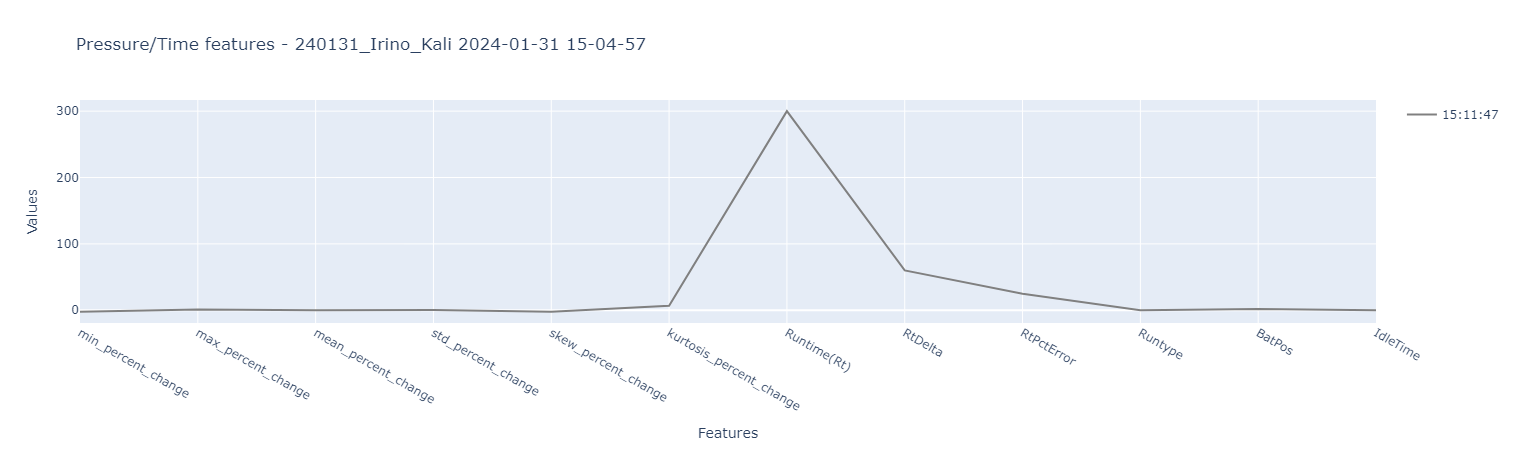 Pressure/Time features - 240131_Irino_Kali 2024-01-31 15-04-57
300
200
100
0
Values
15:11:47
min_percent_change
max_percent_change
mean_percent_change
std_percent_change
skew_percent_change
kurtosis_percent_change
Runtime(Rt)
RtDelta
RtPctError
Runtype
BatPos
IdleTime
Features